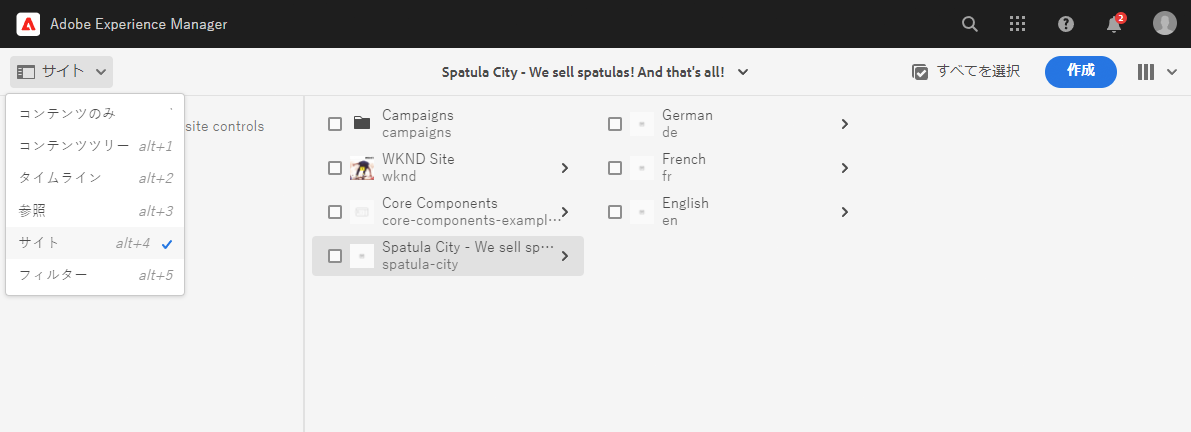 Adobe Experience Manager
2
サイト
Spatula City - We sell spatulas! And that's all!
すべてを選択
作成
コンテンツのみ `
コンテンツツリー alt+1
タイムライン alt+2
参照 alt+3
サイト alt+4
フィルター alt+5
site controls
Campaigns
campaigns
WKND Site
wknd
Core Components
core-components-exampl…
Spatula City - We sell sp…
spatula-city
German
de
French
fr
English
en